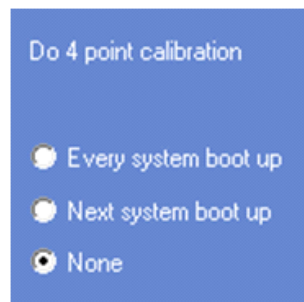 Do 4 point calibration
Every system boot up
Next system boot up
None